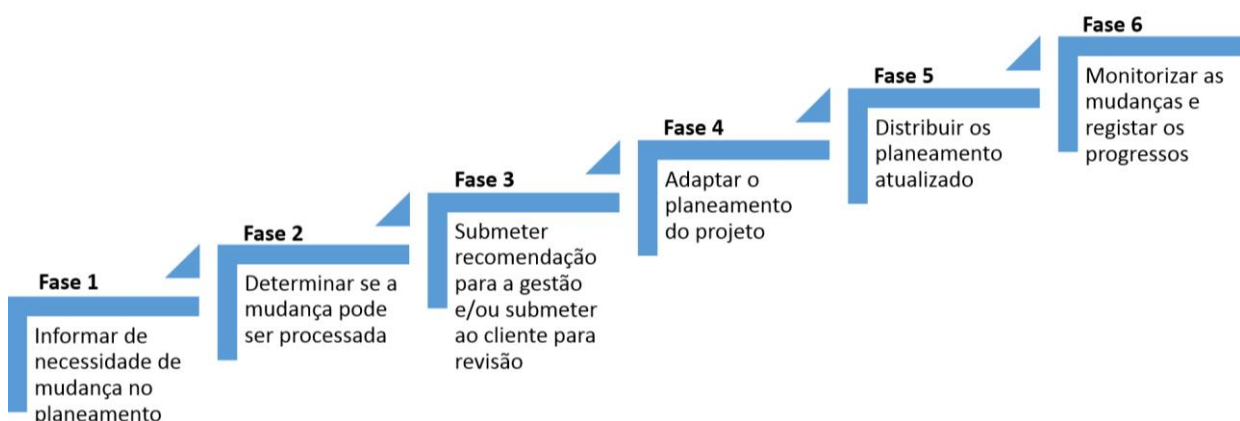 Fase 1
Informar de
necessidade de
mudança no
planeamento
Fase 2
Determinar se a
mudança pode
ser processada
Fase 3
Submeter
recomendação
para a gestão
e/ou submeter
ao cliente para
revisão
Fase 4
Adaptar o
planeamento
do projeto
Fase 5
Distribuir os
planeamento
atualizado
Fase 6
Monitorizar as
mudanças e
registar os
progressos